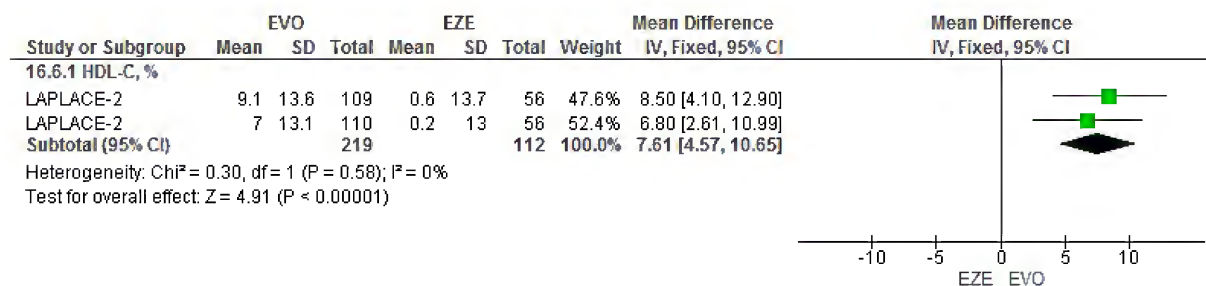 EVO EZE Mean Difference Mean Difference
Study or Subgroup Mean SD Total Mean SD Total Weight IV, Fixed, 95% CI IV, Fixed, 95% CI
16.6.1 HDL-C, %
LAPLACE-2 9.1 13.6 109 0.6 13.7 56 47.6% 8.50 [4.10, 12.90]
LAPLACE-2 7 13.1 110 0.2 13 56 52.4% 6.80 [2.61, 10.99]
Subtotal (95% CI) 219 112 100.0% 7.61 [4.57, 10.65]
Heterogeneity: Chi² = 0.30, df = 1 (P = 0.58); I² = 0%
Test for overall effect: Z = 4.91 (P < 0.00001)
-10 -5 0 5 10
EZE EVO